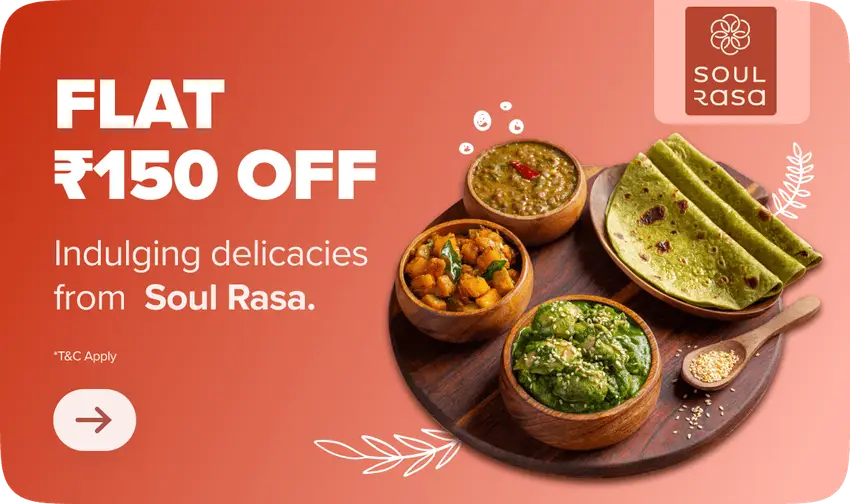 SOUL
Rasa
FLAT
₹150 OFF
Indulging delicacies
from Soul Rasa.
*T&C Apply